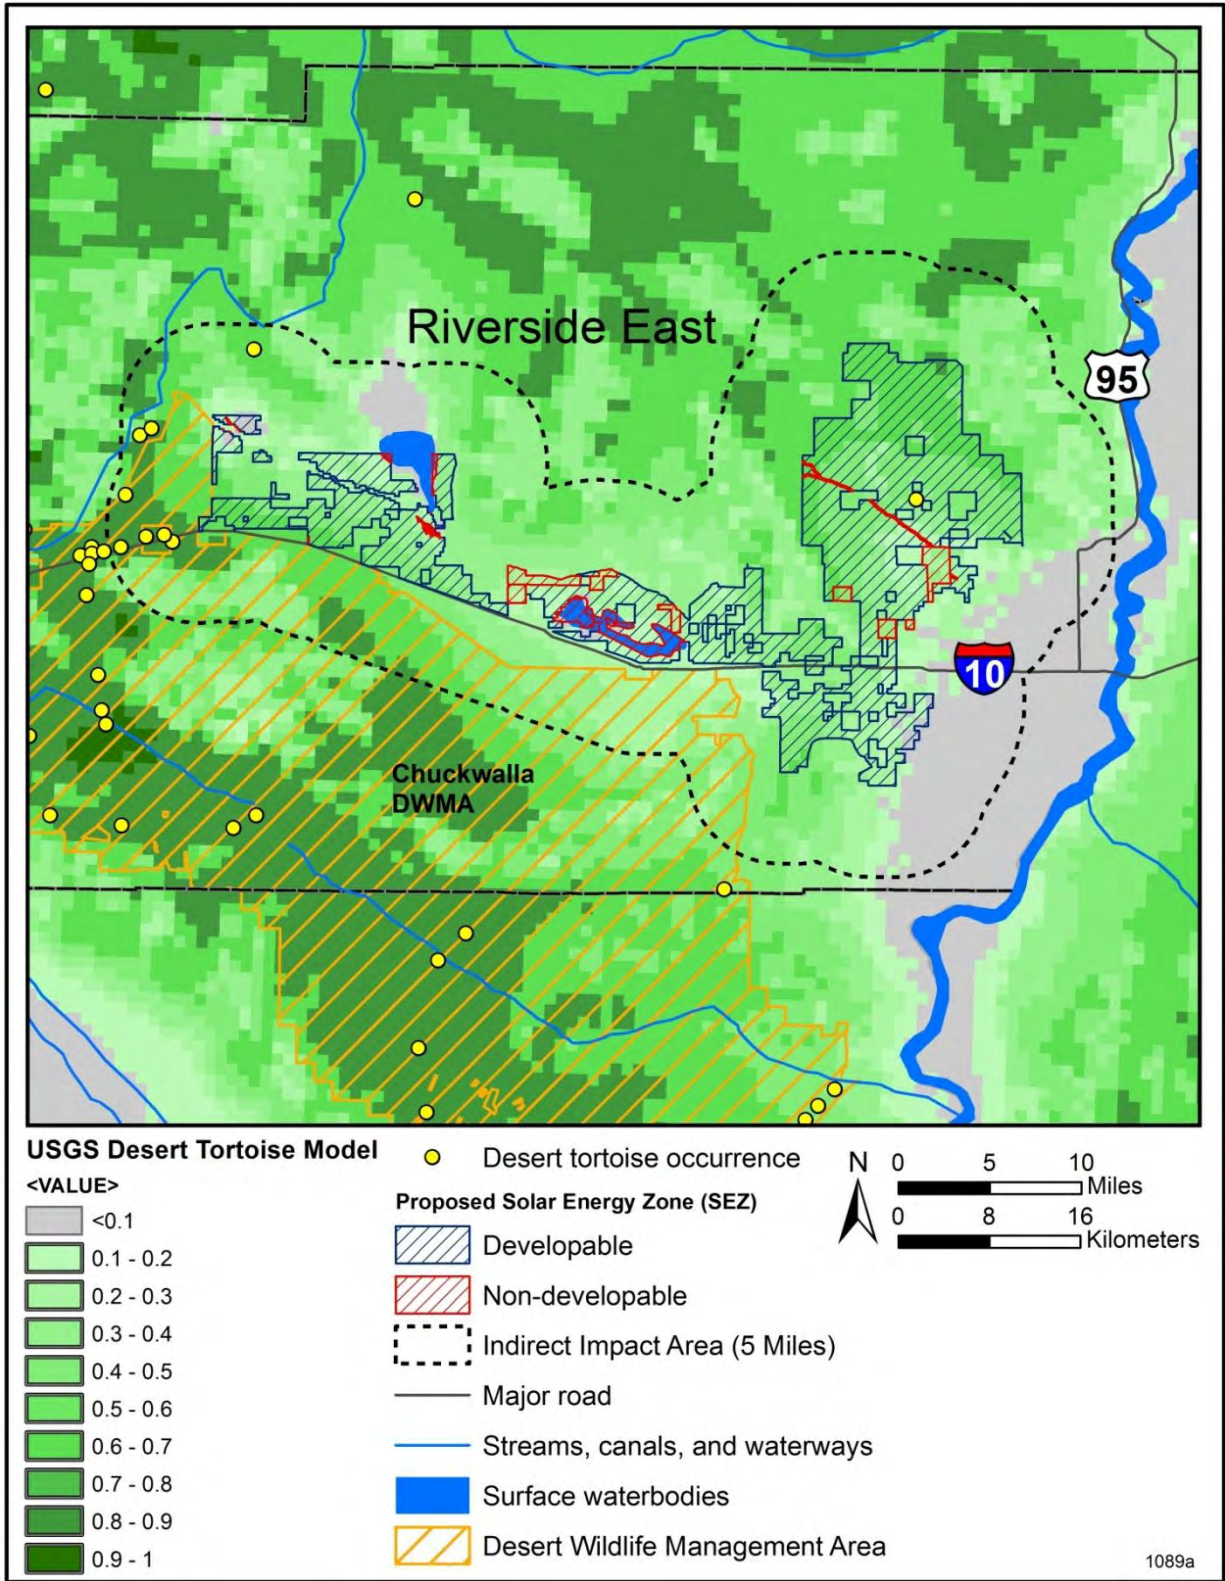 Riverside East
95
10
Chuckwalla
DWMA
USGS Desert Tortoise Model
<VALUE>
<0.1
0.1 - 0.2
0.2 - 0.3
0.3 - 0.4
0.4 - 0.5
0.5 - 0.6
0.6 - 0.7
0.7 - 0.8
0.8 - 0.9
0.9 - 1
Desert tortoise occurrence
Proposed Solar Energy Zone (SEZ)
Developable
Non-developable
Indirect Impact Area (5 Miles)
Major road
Streams, canals, and waterways
Surface waterbodies
Desert Wildlife Management Area
N
0 5 10
Miles
0 8 16
Kilometers
1089a